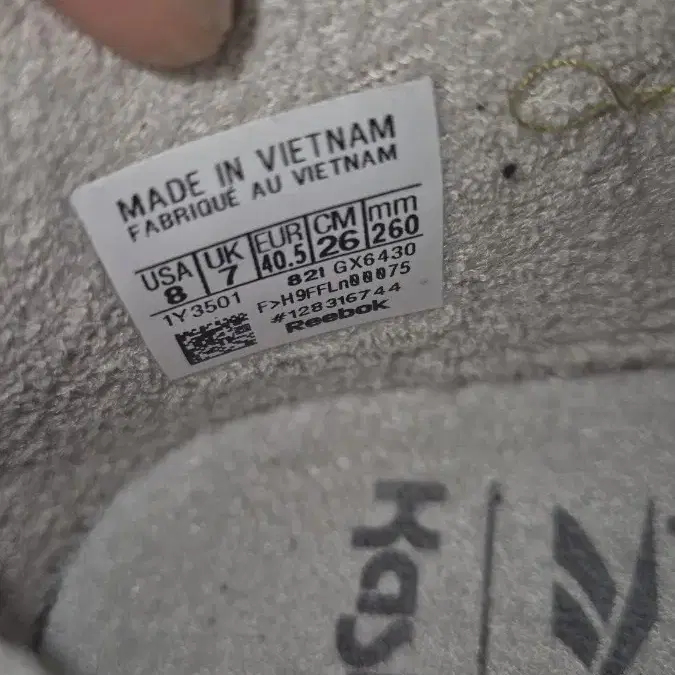 MADE IN VIETNAM
FABRIQUÉ AU VIETNAM
USA UK EUR CM mm
8 7 40.5 26 260
1Y3501 821 GX6430
F>H9FFLn00075
#128316744
Reebok
Kas